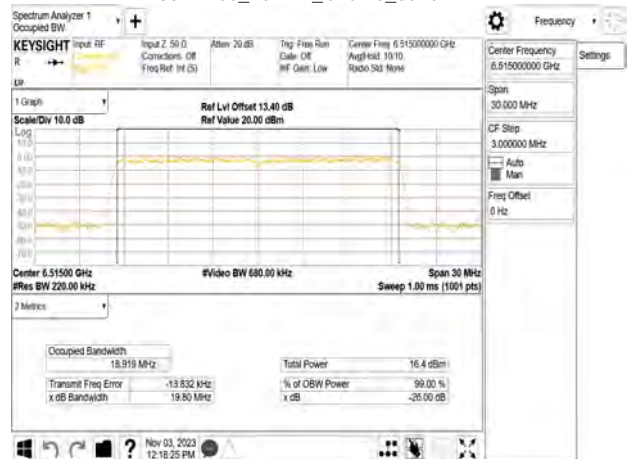 Spectrum Analyzer 1
Occupied BW
Frequency
KEYSIGHT
Input: RF
Input Z: 50 Ω
Corrections: Off
Freq Ref: Int (S)
Atten: 20 dB
Trig: Free Run
Gate: Off
#IF Gain: Low
Center Freq: 6.515000000 GHz
Avg|Hold: 10/10
Radio Std: None
Center Frequency
6.515000000 GHz
Settings
Span
30.000 MHz
CF Step
3.000000 MHz
Auto
Man
Freq Offset
0 Hz
1 Graph
Scale/Div 10.0 dB
Ref Lvl Offset 13.40 dB
Ref Value 20.00 dBm
Log
Center 6.51500 GHz
#Res BW 220.00 kHz
#Video BW 680.00 kHz
Span 30 MHz
Sweep 1.00 ms (1001 pts)
2 Metrics
Occupied Bandwidth
18.919 MHz
Total Power
16.4 dBm
Transmit Freq Error
-13.832 kHz
% of OBW Power
99.00 %
x dB Bandwidth
19.80 MHz
x dB
-26.00 dB
Nov 03, 2023
12:18:25 PM